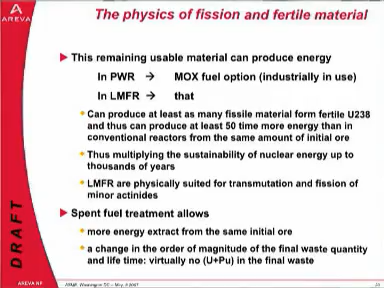 AREVA
The physics of fission and fertile material
This remaining usable material can produce energy
In PWR → MOX fuel option (industrially in use)
In LMFR → that
Can produce at least as many fissile material form fertile U238
and thus can produce at least 50 time more energy than in
conventional reactors from the same amount of initial ore
Thus multiplying the sustainability of nuclear energy up to
thousands of years
LMFR are physically suited for transmutation and fission of
minor actinides
Spent fuel treatment allows
more energy extract from the same initial ore
a change in the order of magnitude of the final waste quantity
and life time: virtually no (U+Pu) in the final waste
DRAFT
AREVA NP
Washington DC – May, 2007